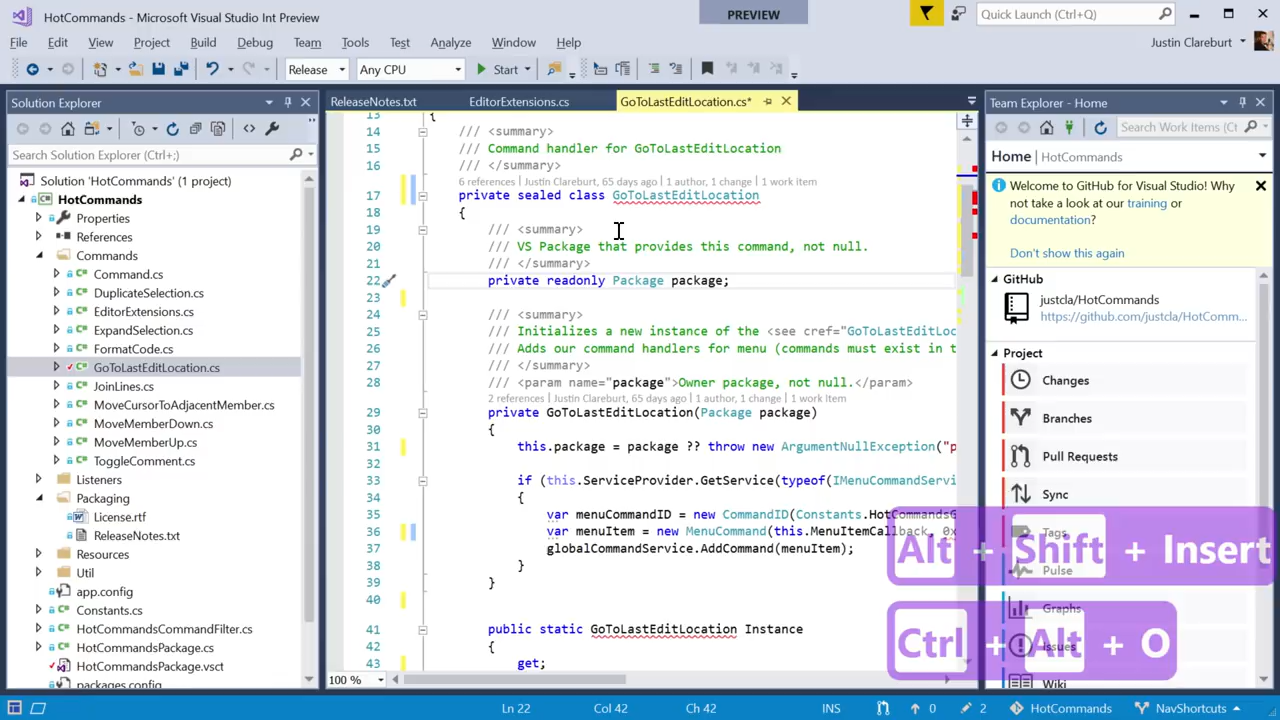 HotCommands - Microsoft Visual Studio Int Preview
PREVIEW
Quick Launch (Ctrl+Q)
File Edit View Project Build Debug Team Tools Test Analyze Window Help
Justin Clareburt
Release Any CPU Start
Solution Explorer
Search Solution Explorer (Ctrl+;)
Solution 'HotCommands' (1 project)
HotCommands
Properties
References
Commands
Command.cs
DuplicateSelection.cs
EditorExtensions.cs
ExpandSelection.cs
FormatCode.cs
GoToLastEditLocation.cs
JoinLines.cs
MoveCursorToAdjacentMember.cs
MoveMemberDown.cs
MoveMemberUp.cs
ToggleComment.cs
Listeners
Packaging
License.rtf
ReleaseNotes.txt
Resources
Util
app.config
Constants.cs
HotCommandsCommandFilter.cs
HotCommandsPackage.cs
HotCommandsPackage.vsct
packages.config
ReleaseNotes.txt EditorExtensions.cs GoToLastEditLocation.cs*
13 {
14 /// <summary>
15 /// Command handler for GoToLastEditLocation
16 /// </summary>
6 references | Justin Clareburt, 65 days ago | 1 author, 1 change | 1 work item
17 private sealed class GoToLastEditLocation
18 {
19 /// <summary>
20 /// VS Package that provides this command, not null.
21 /// </summary>
22 private readonly Package package;
23
24 /// <summary>
25 /// Initializes a new instance of the <see cref="GoToLastEditLoc
26 /// Adds our command handlers for menu (commands must exist in t
27 /// </summary>
28 /// <param name="package">Owner package, not null.</param>
2 references | Justin Clareburt, 65 days ago | 1 author, 1 change | 1 work item
29 private GoToLastEditLocation(Package package)
30 {
31 this.package = package ?? throw new ArgumentNullException("p
32
33 if (this.ServiceProvider.GetService(typeof(IMenuCommandServi
34 {
35 var menuCommandID = new CommandID(Constants.HotCommandsG
36 var menuItem = new MenuCommand(this.MenuItemCallback, 0x
37 globalCommandService.AddCommand(menuItem);
38 }
39 }
40
41 public static GoToLastEditLocation Instance
42 {
43 get;
100 %
Team Explorer - Home
Search Work Items (Ctrl+')
Home | HotCommands
Welcome to GitHub for Visual Studio! Why
not take a look at our training or
documentation?
Don't show this again
GitHub
justcla/HotCommands
https://github.com/justcla/HotComm...
Project
Changes
Branches
Pull Requests
Sync
Tags
Pulse
Graphs
Issues
Wiki
Alt + Shift + Insert
Ctrl + Alt + O
Ln 22 Col 42 Ch 42 INS 0 2 HotCommands NavShortcuts